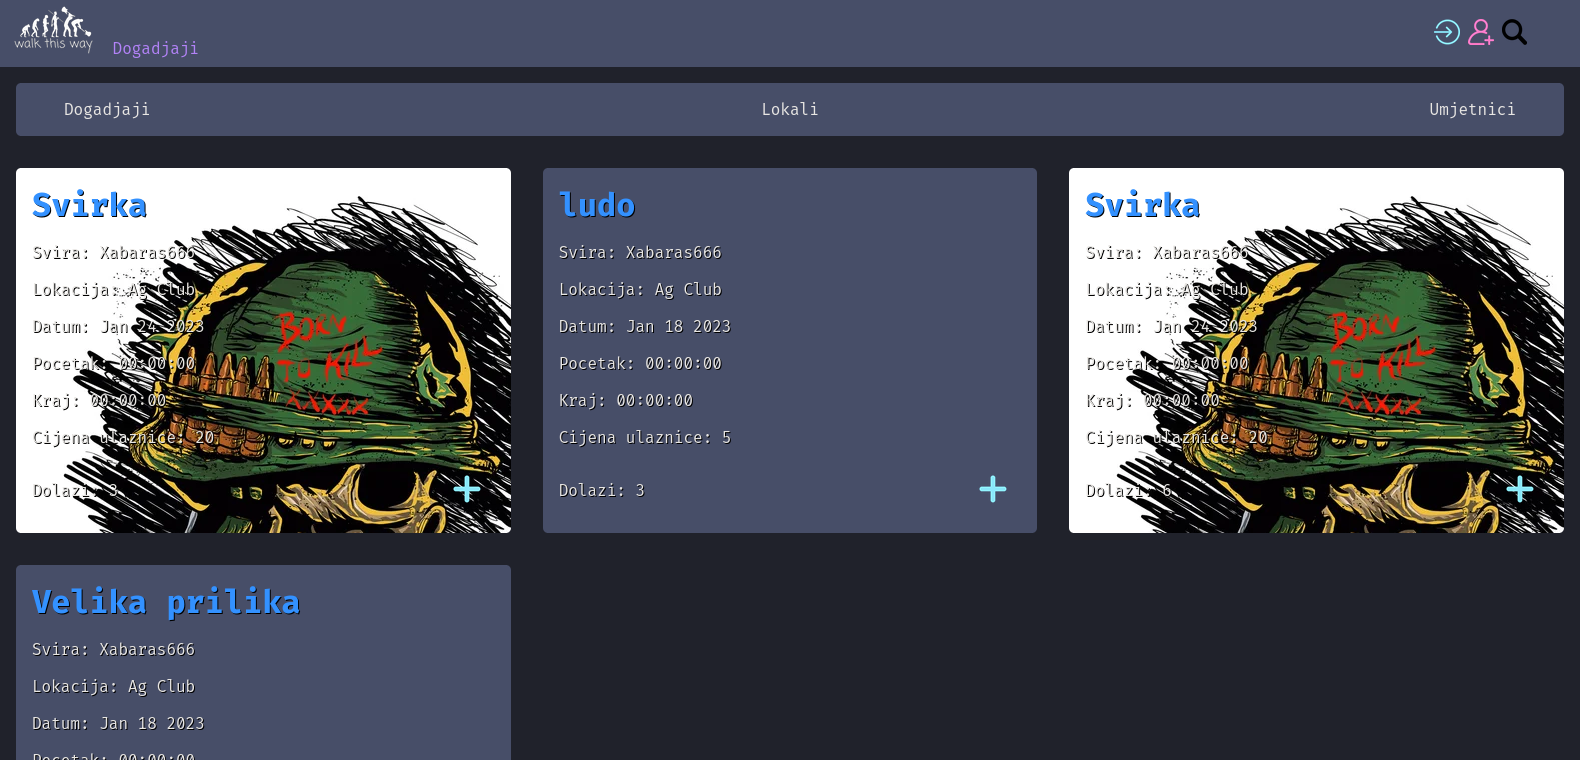 walk this way
Dogadjaji
Dogadjaji
Lokali
Umjetnici
Svirka
Svira: Xabaras666
Lokacija: Ag Club
Datum: Jan 24 2023
Pocetak: 00:00:00
Kraj: 00:00:00
Cijena ulaznice: 20
Dolazi: 3
BORN
TO KILL
ludo
Svira: Xabaras666
Lokacija: Ag Club
Datum: Jan 18 2023
Pocetak: 00:00:00
Kraj: 00:00:00
Cijena ulaznice: 5
Dolazi: 3
Svirka
Svira: Xabaras666
Lokacija: Ag Club
Datum: Jan 24 2023
Pocetak: 00:00:00
Kraj: 00:00:00
Cijena ulaznice: 20
Dolazi: 6
BORN
TO KILL
Velika prilika
Svira: Xabaras666
Lokacija: Ag Club
Datum: Jan 18 2023
Pocetak: 00:00:00